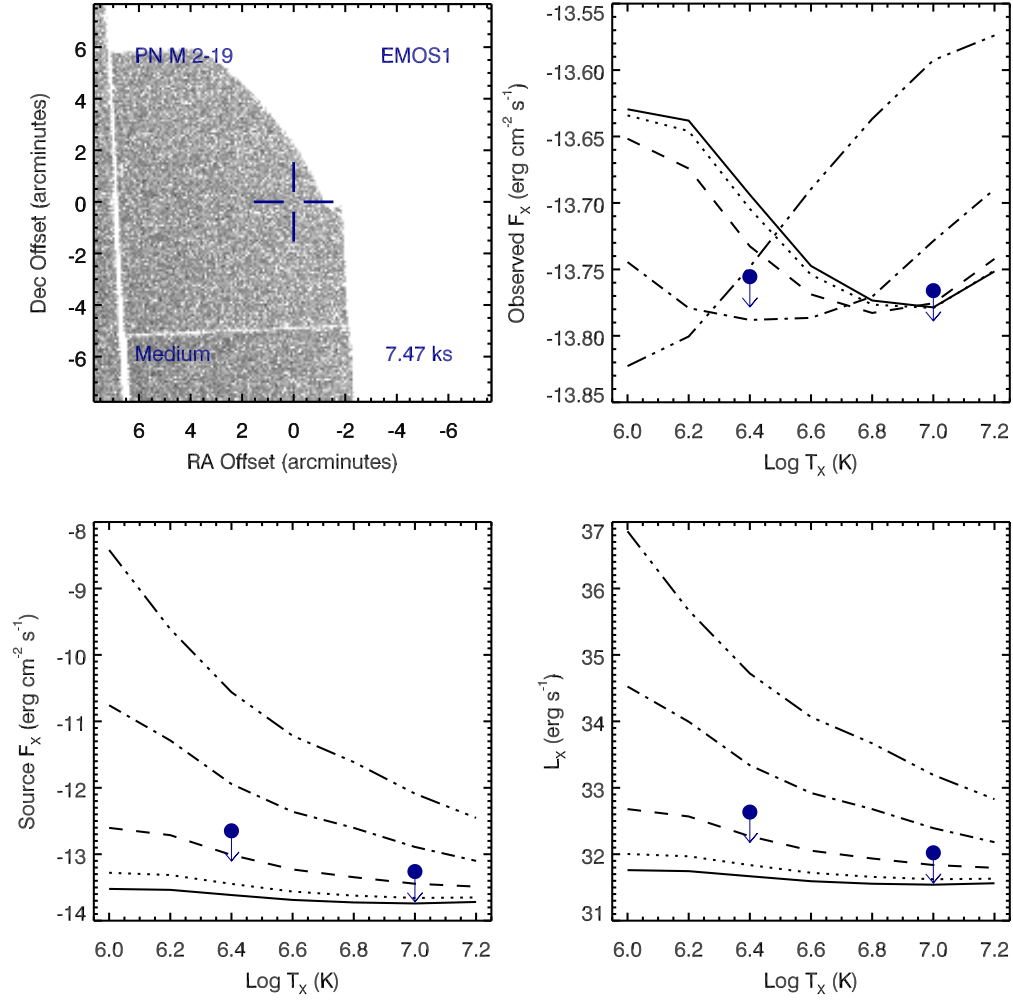 PN M 2-19 EMOS1
Medium 7.47 ks
6
4
2
0
-2
-4
-6
6 4 2 0 -2 -4 -6
RA Offset (arcminutes)
Dec Offset (arcminutes)
-13.55
-13.60
-13.65
-13.70
-13.75
-13.80
-13.85
6.0 6.2 6.4 6.6 6.8 7.0 7.2
Log T_X (K)
Observed F_X (erg cm^-2 s^-1)
-8
-9
-10
-11
-12
-13
-14
6.0 6.2 6.4 6.6 6.8 7.0 7.2
Log T_X (K)
Source F_X (erg cm^-2 s^-1)
37
36
35
34
33
32
31
6.0 6.2 6.4 6.6 6.8 7.0 7.2
Log T_X (K)
L_X (erg s^-1)